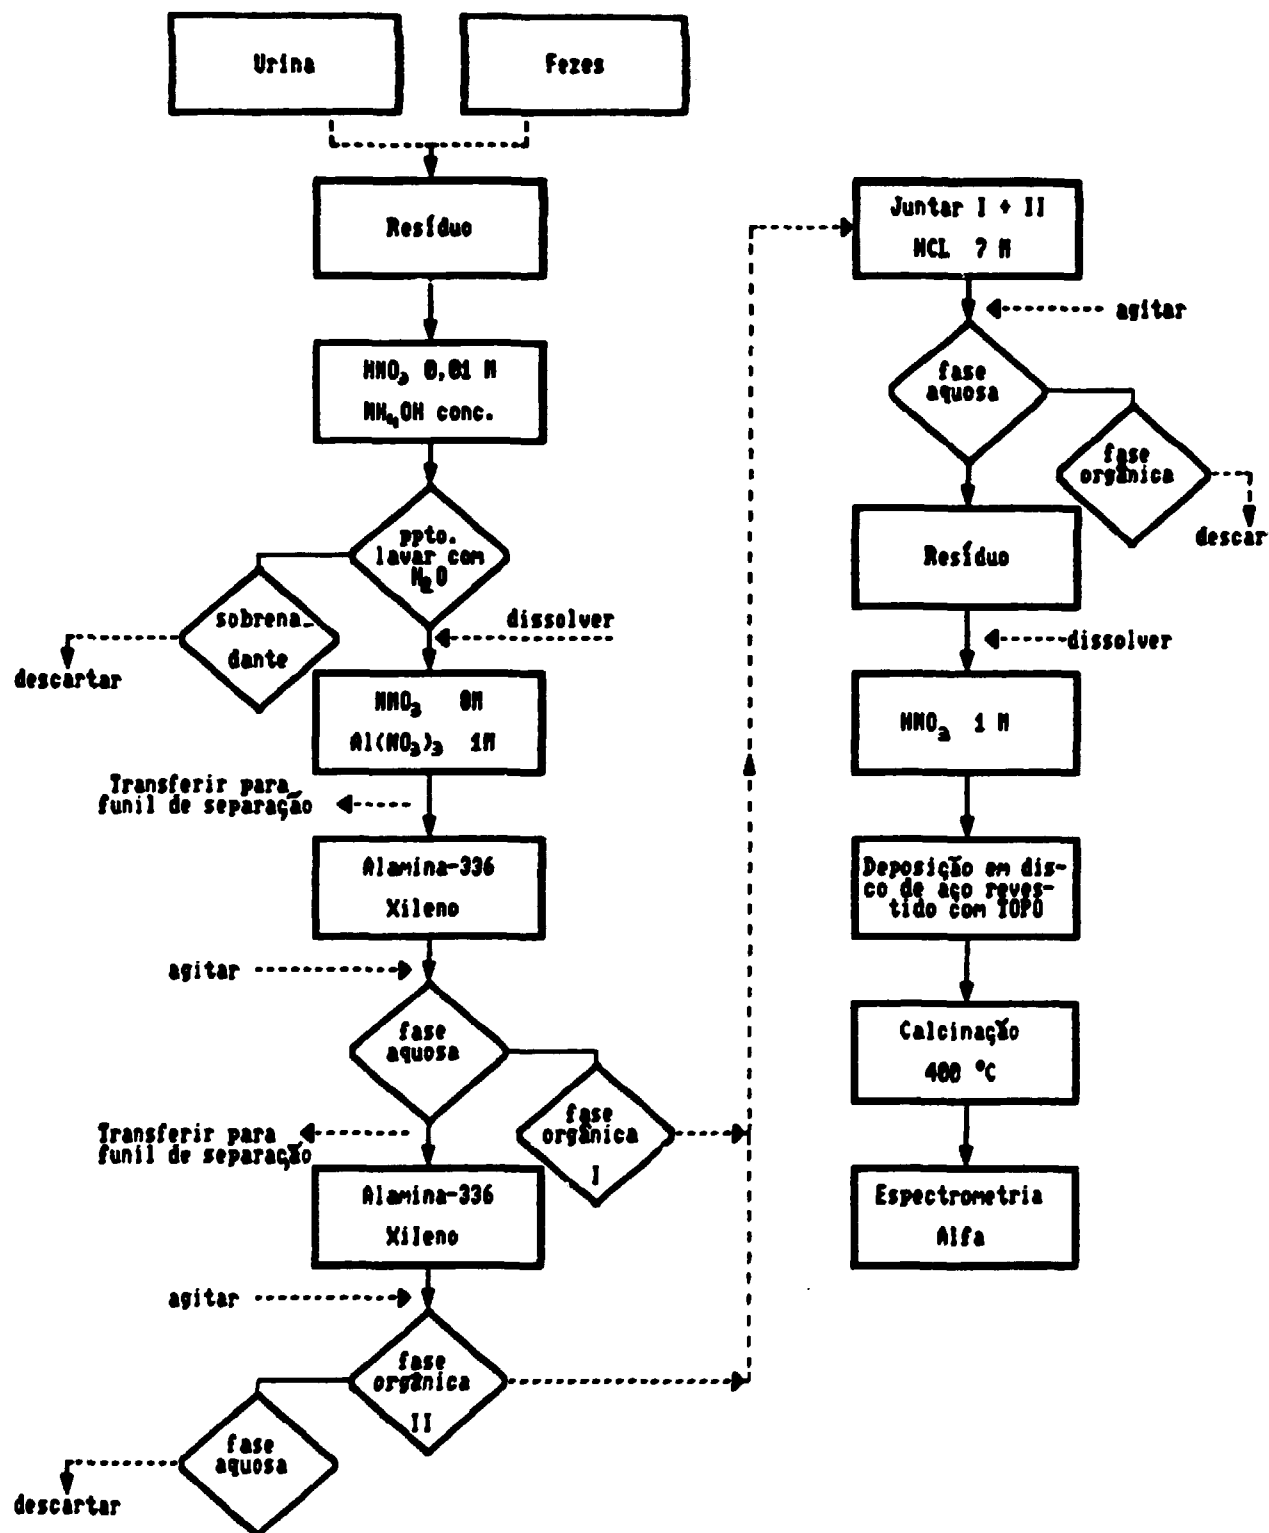 Urina
Fezes
Resíduo
HNO₃ 0,01 M
NH₄OH conc.
ppto.
lavar com
H₂O
sobrena_
dante
descartar
dissolver
HNO₃ 8M
Al(NO₃)₃ 1M
Transferir para
funil de separação
Alamina-336
Xileno
agitar
fase
aquosa
fase
orgânica
I
Transferir para
funil de separação
Alamina-336
Xileno
agitar
fase
orgânica
II
fase
aquosa
descartar
Juntar I + II
HCL 7 M
agitar
fase
aquosa
fase
orgânica
descar
Resíduo
dissolver
HNO₃ 1 M
Deposição em dis-
co de aço reves-
tido com TOPO
Calcinação
400 °C
Espectrometria
Alfa